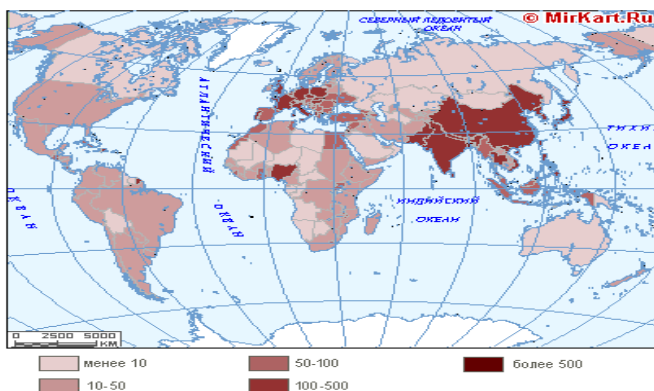 © MirKart.Ru
СЕВЕРНЫЙ ЛЕДОВИТЫЙ
ОКЕАН
АТЛАНТИЧЕСКИЙ
ОКЕАН
ИНДИЙСКИЙ
ОКЕАН
ТИХИЙ
0 2500 5000
КМ
менее 10
50-100
более 500
10-50
100-500